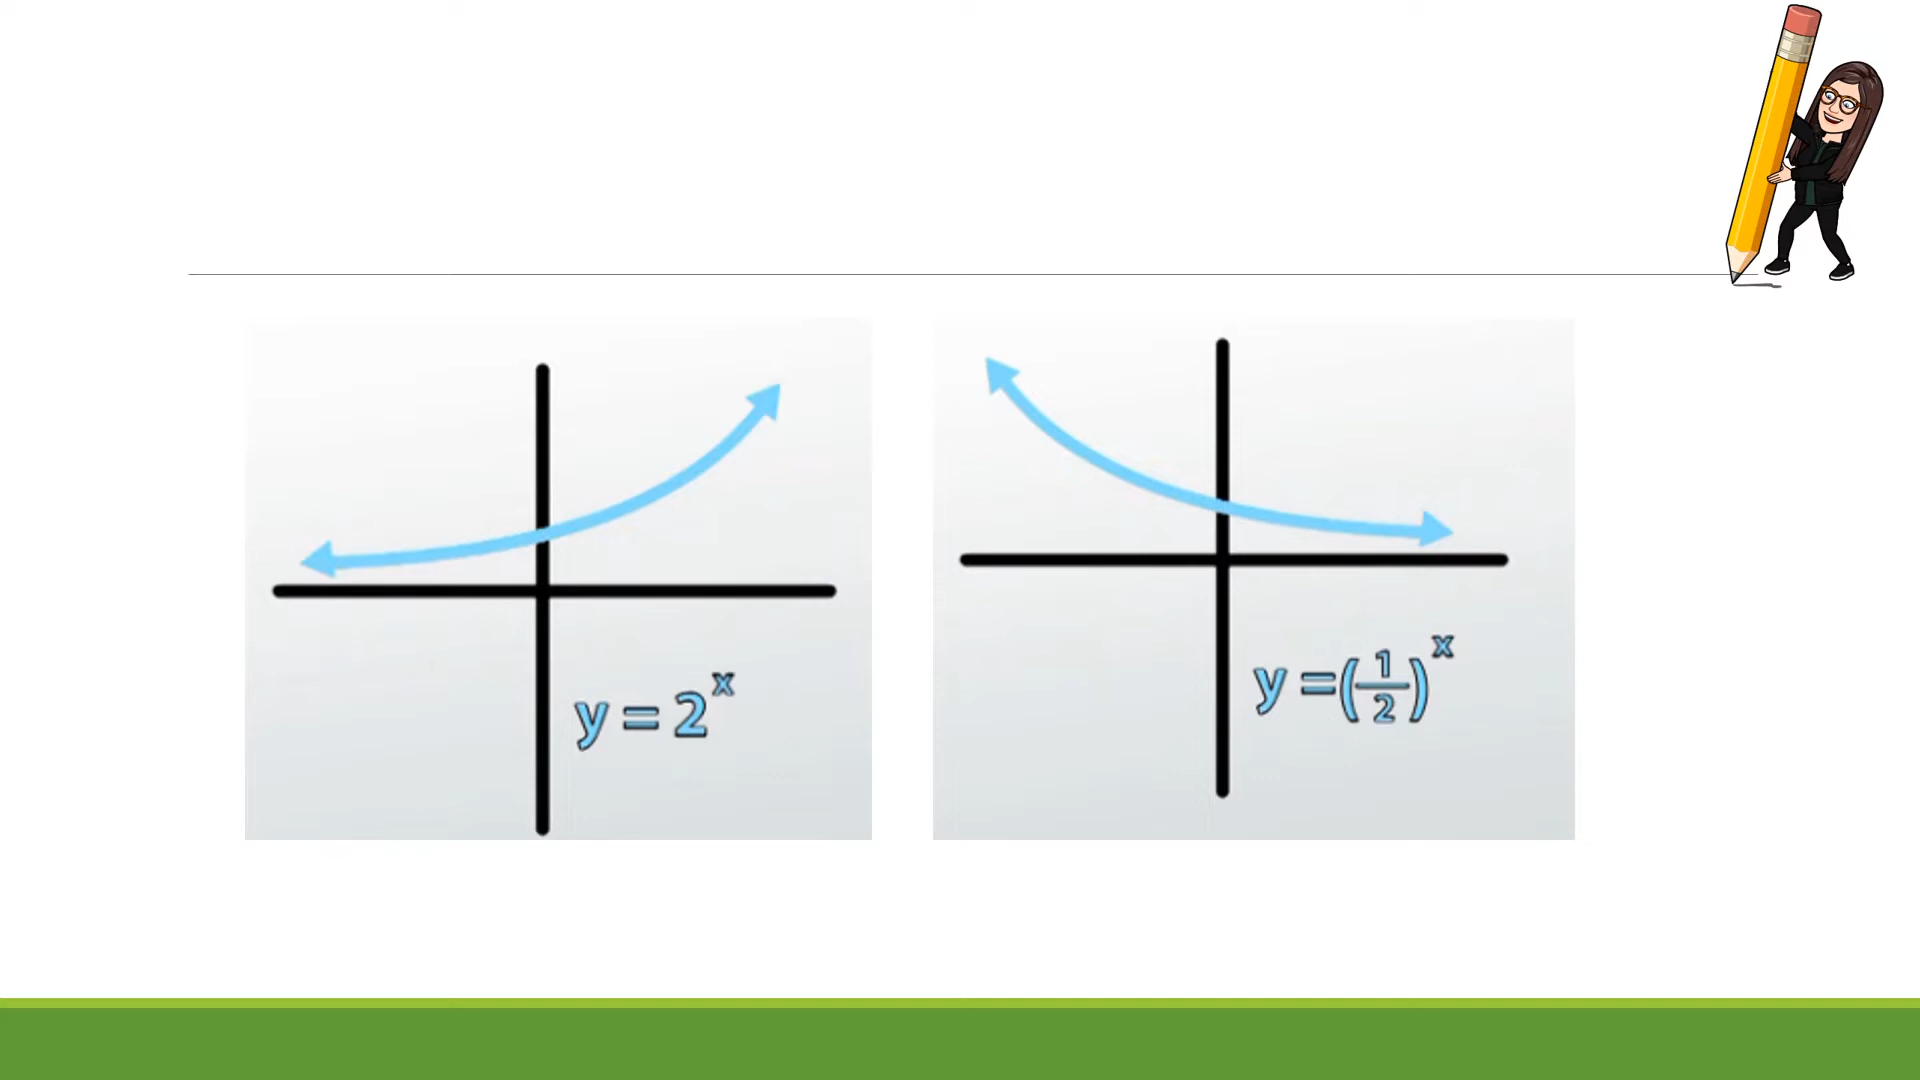 y = 2^x
y = (1/2)^x